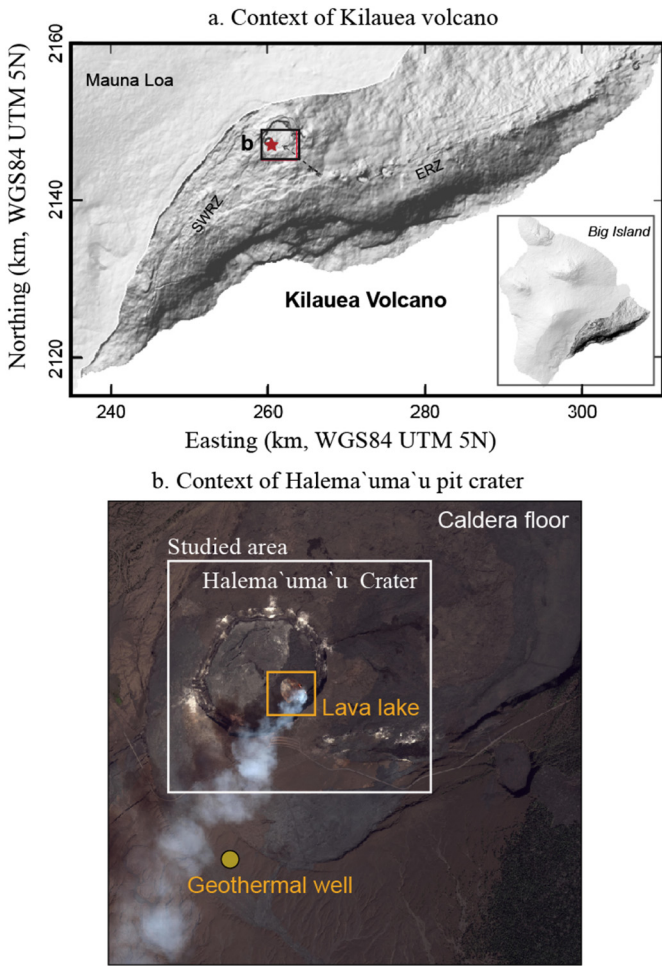 a. Context of Kilauea volcano
2160
Mauna Loa
b
2140
SWRZ
ERZ
Big Island
Kilauea Volcano
2120
240
260
280
300
Northing (km, WGS84 UTM 5N)
Easting (km, WGS84 UTM 5N)
b. Context of Halema`uma`u pit crater
Caldera floor
Studied area
Halema`uma`u Crater
Lava lake
Geothermal well